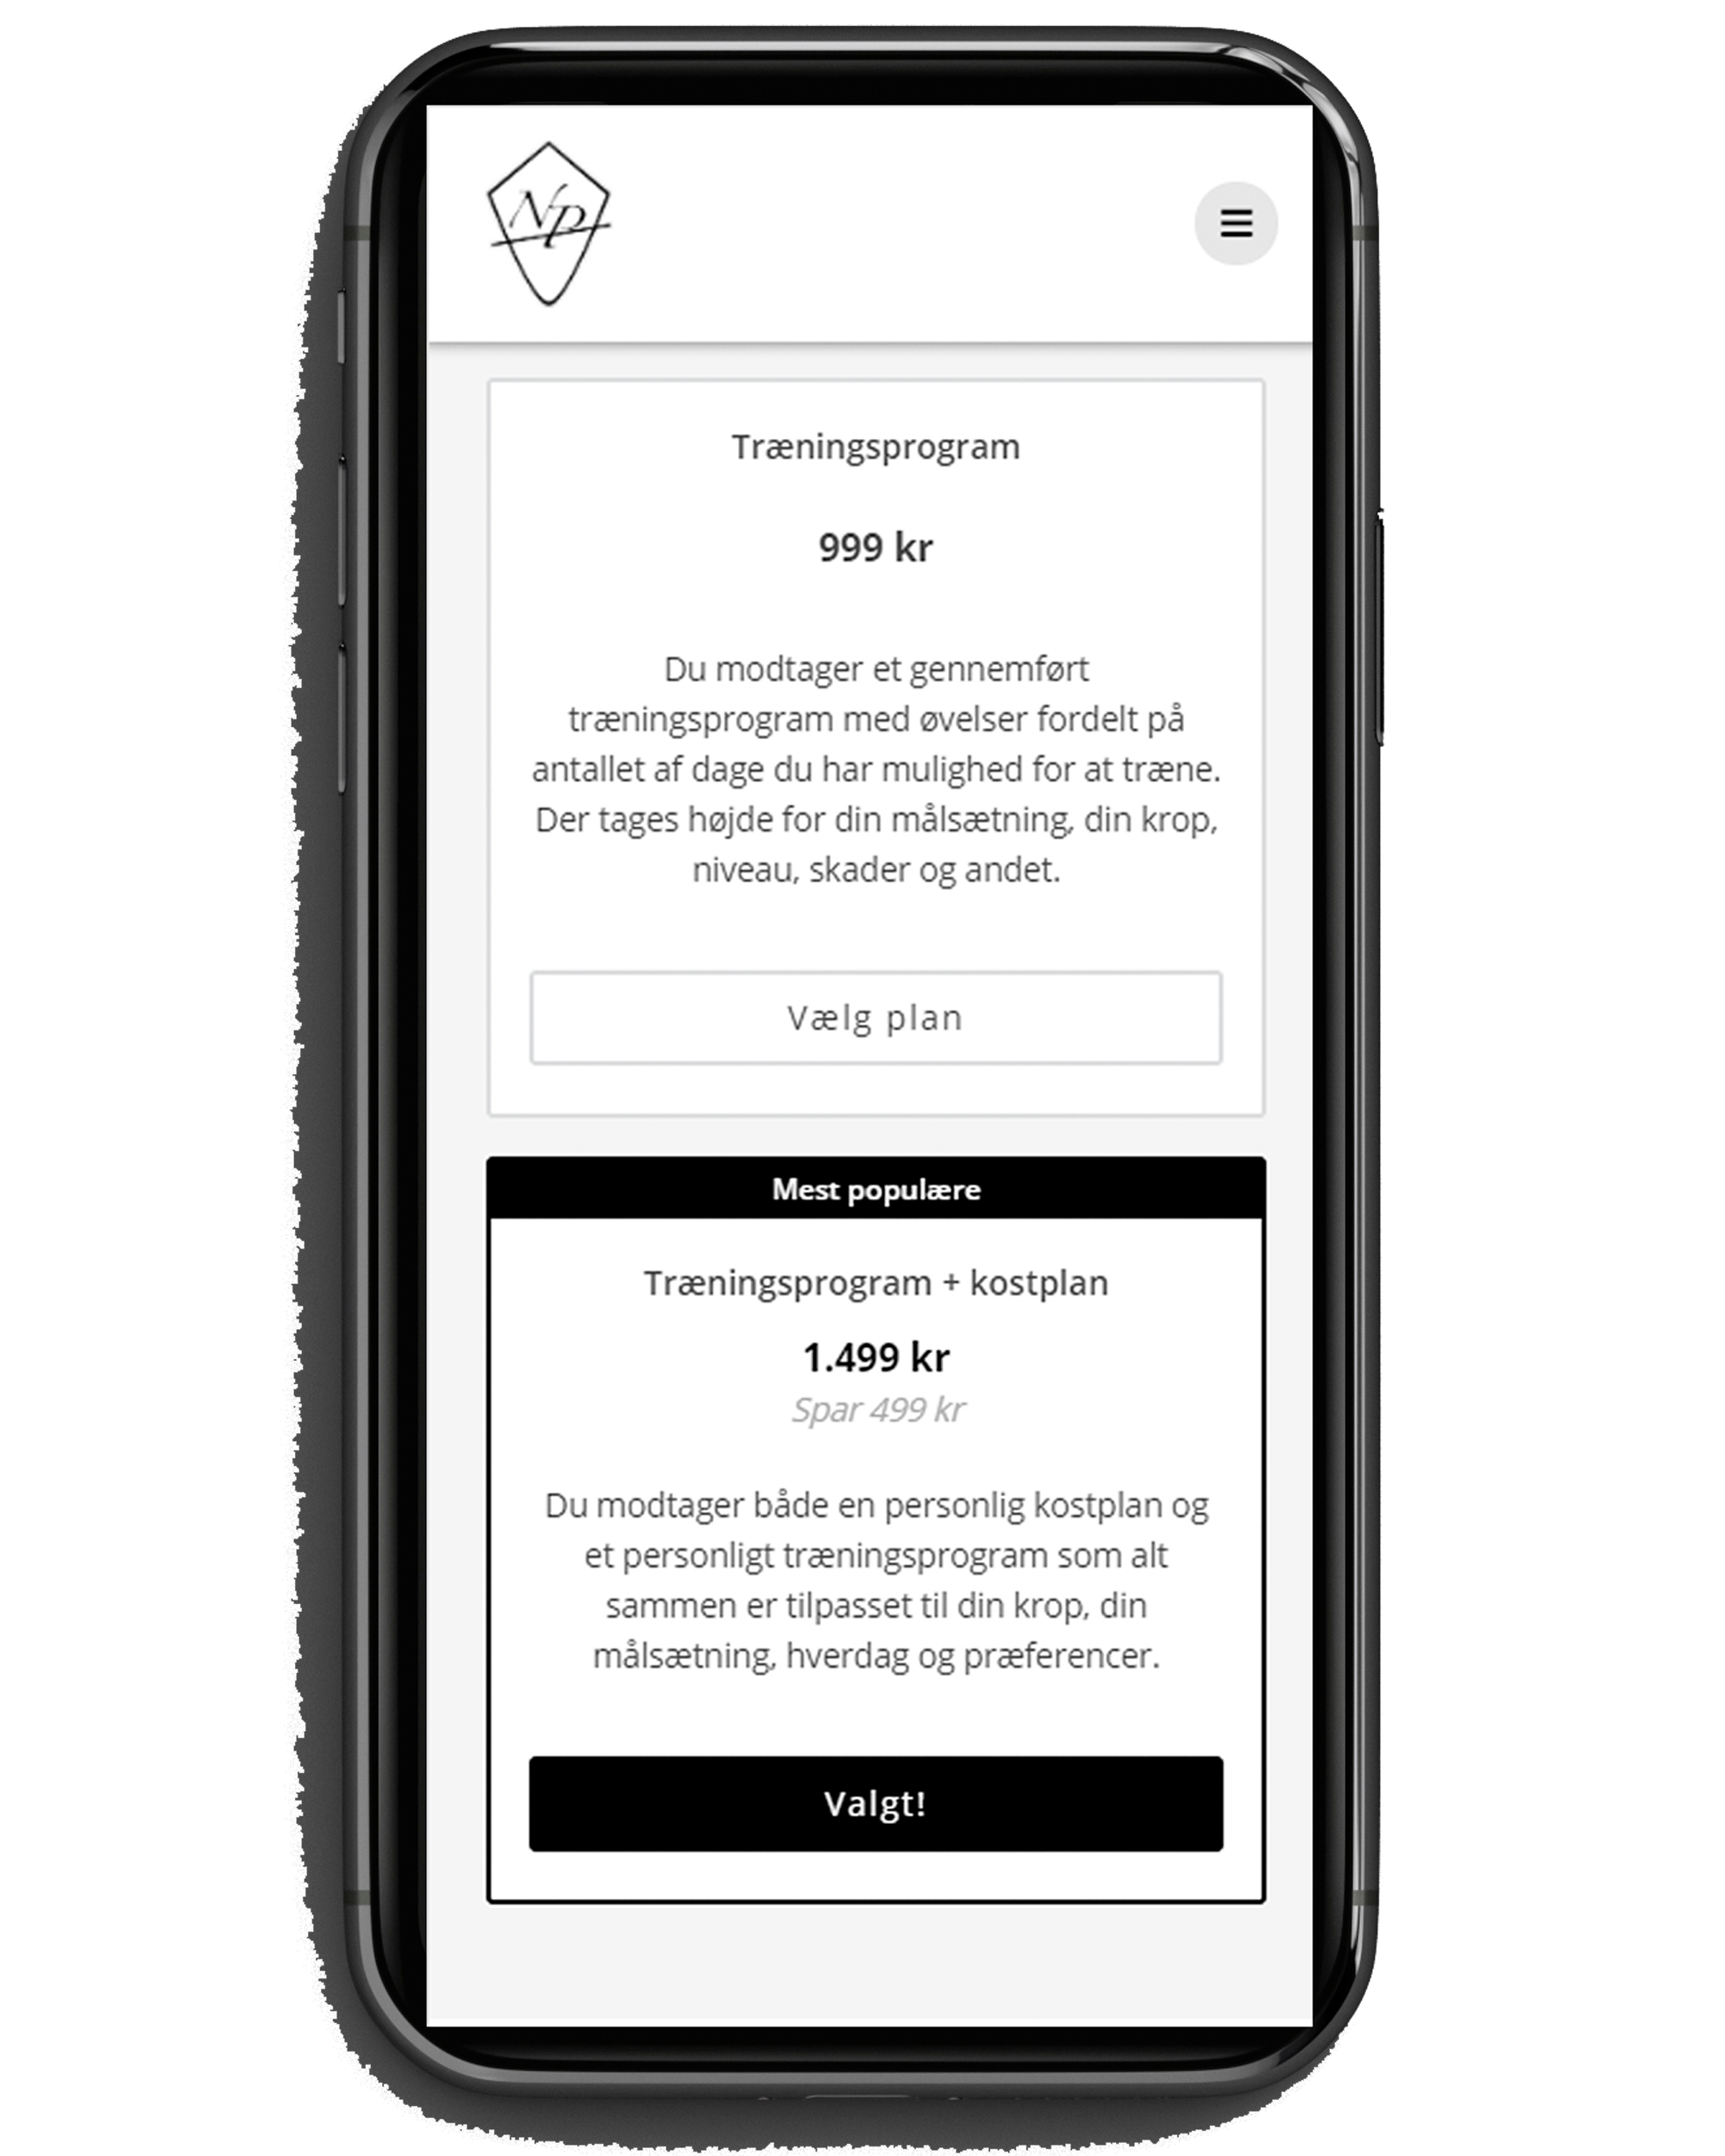 Np
Træningsprogram
999 kr
Du modtager et gennemført
træningsprogram med øvelser fordelt på
antallet af dage du har mulighed for at træne.
Der tages højde for din målsætning, din krop,
niveau, skader og andet.
Vælg plan
Mest populære
Træningsprogram + kostplan
1.499 kr
Spar 499 kr
Du modtager både en personlig kostplan og
et personligt træningsprogram som alt
sammen er tilpasset til din krop, din
målsætning, hverdag og præferencer.
Valgt!